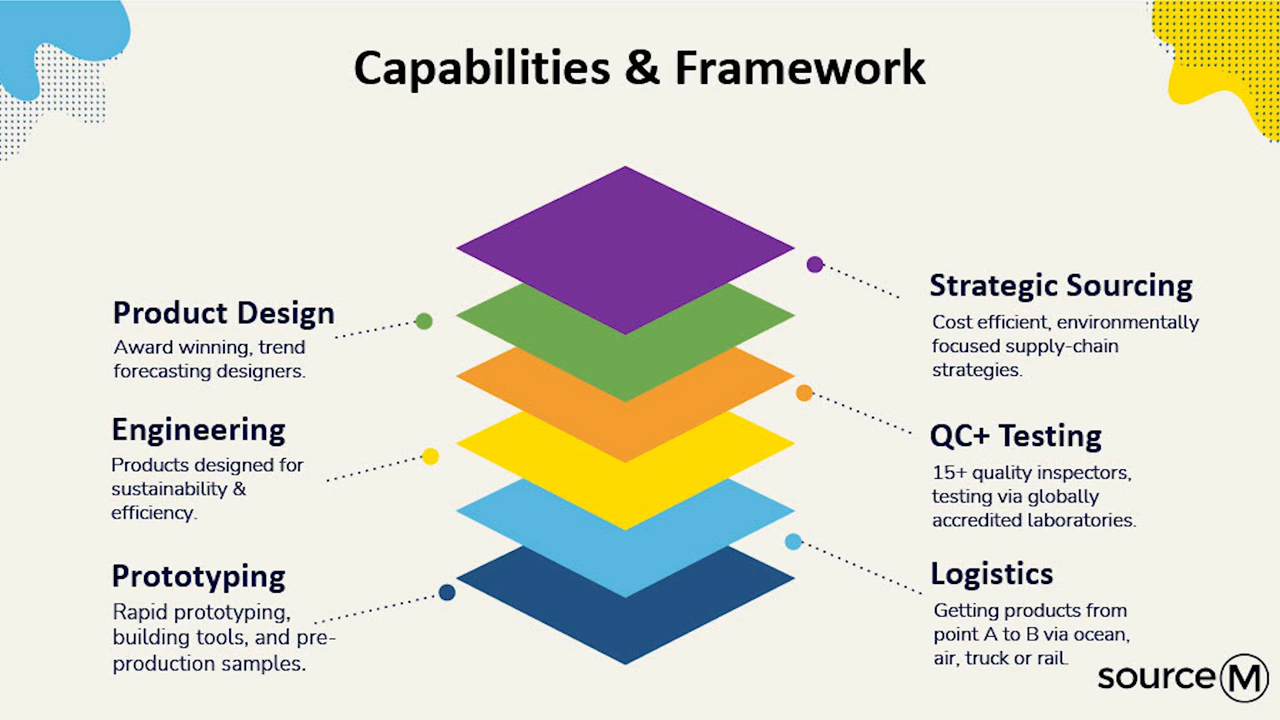 Capabilities & Framework
Product Design
Award winning, trend
forecasting designers.
Engineering
Products designed for
sustainability &
efficiency.
Prototyping
Rapid prototyping,
building tools, and pre-
production samples.
Strategic Sourcing
Cost efficient, environmentally
focused supply-chain
strategies.
QC+ Testing
15+ quality inspectors,
testing via globally
accredited laboratories.
Logistics
Getting products from
point A to B via ocean,
air, truck or rail.
source M